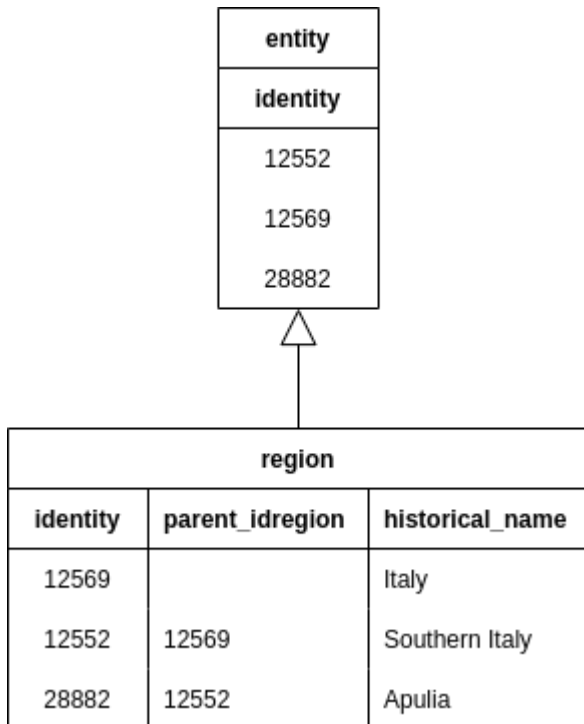 entity
identity
12552
12569
28882
region
identity parent_idregion historical_name
12569 Italy
12552 12569 Southern Italy
28882 12552 Apulia